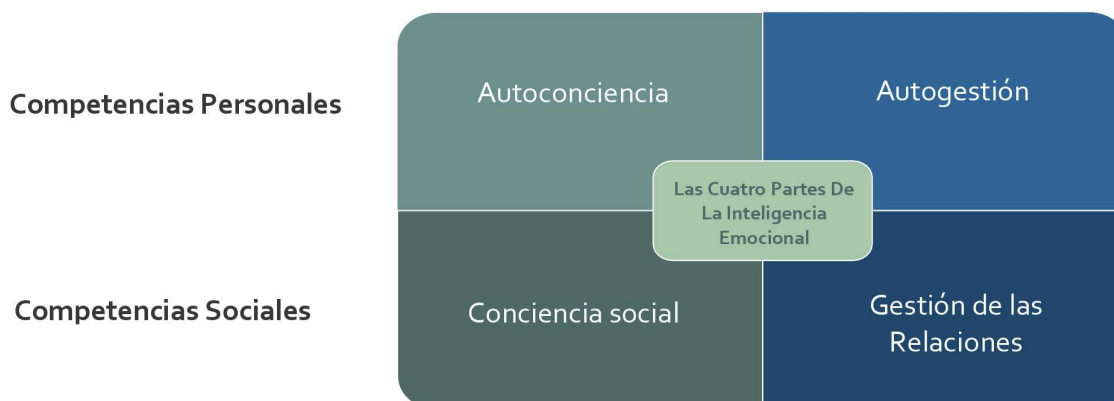 Competencias Personales
Autoconciencia
Autogestión
Las Cuatro Partes De
La Inteligencia
Emocional
Competencias Sociales
Conciencia social
Gestión de las
Relaciones